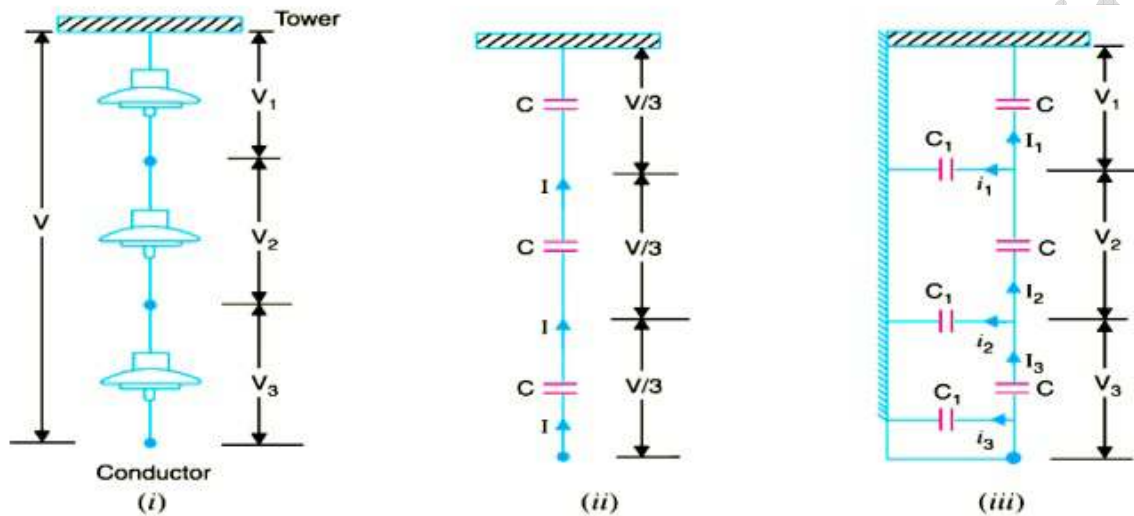 Tower
V
V₁
V₂
V₃
Conductor
(i)
C
V/3
I
C
V/3
I
C
V/3
I
(ii)
C
V₁
I₁
C₁
i₁
C
V₂
I₂
C₁
i₂
I₃
C
V₃
C₁
i₃
(iii)